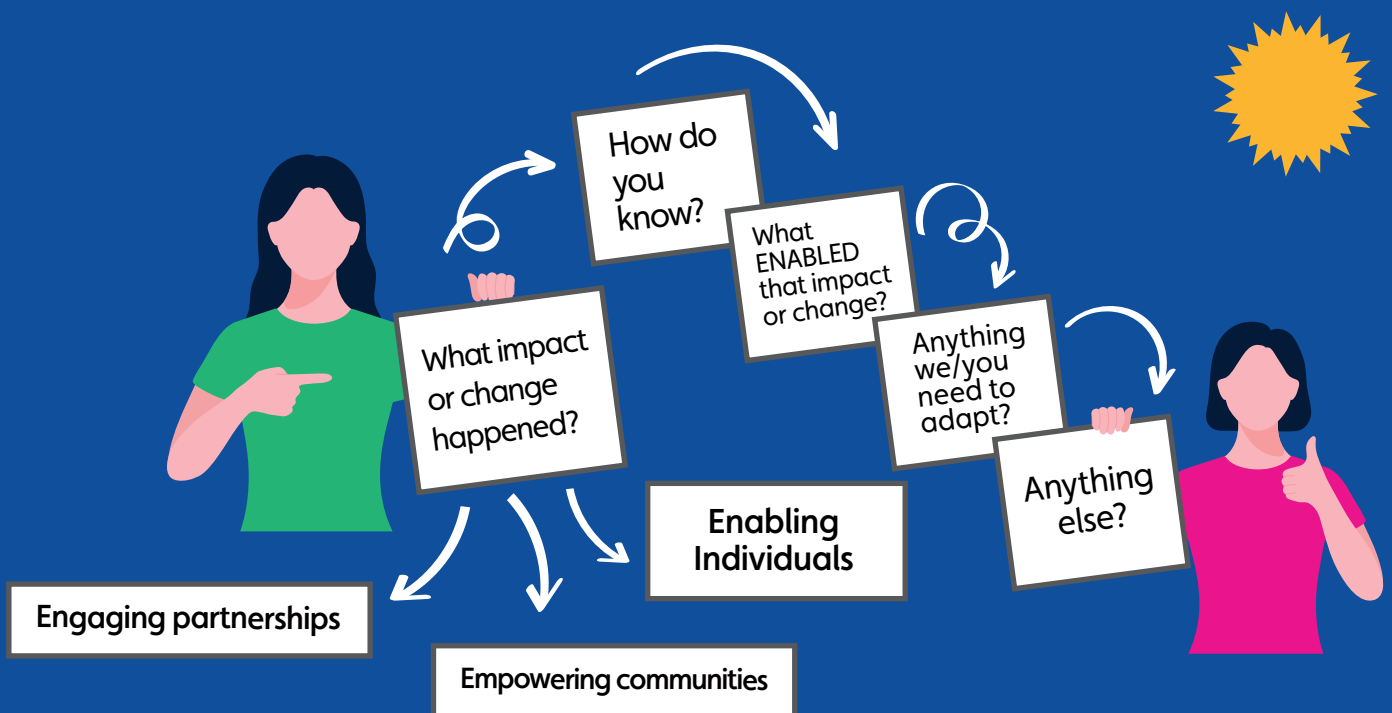 What impact
or change
happened?
How do
you
know?
What
ENABLED
that impact
or change?
Anything
we/you
need to
adapt?
Anything
else?
Enabling
Individuals
Engaging partnerships
Empowering communities